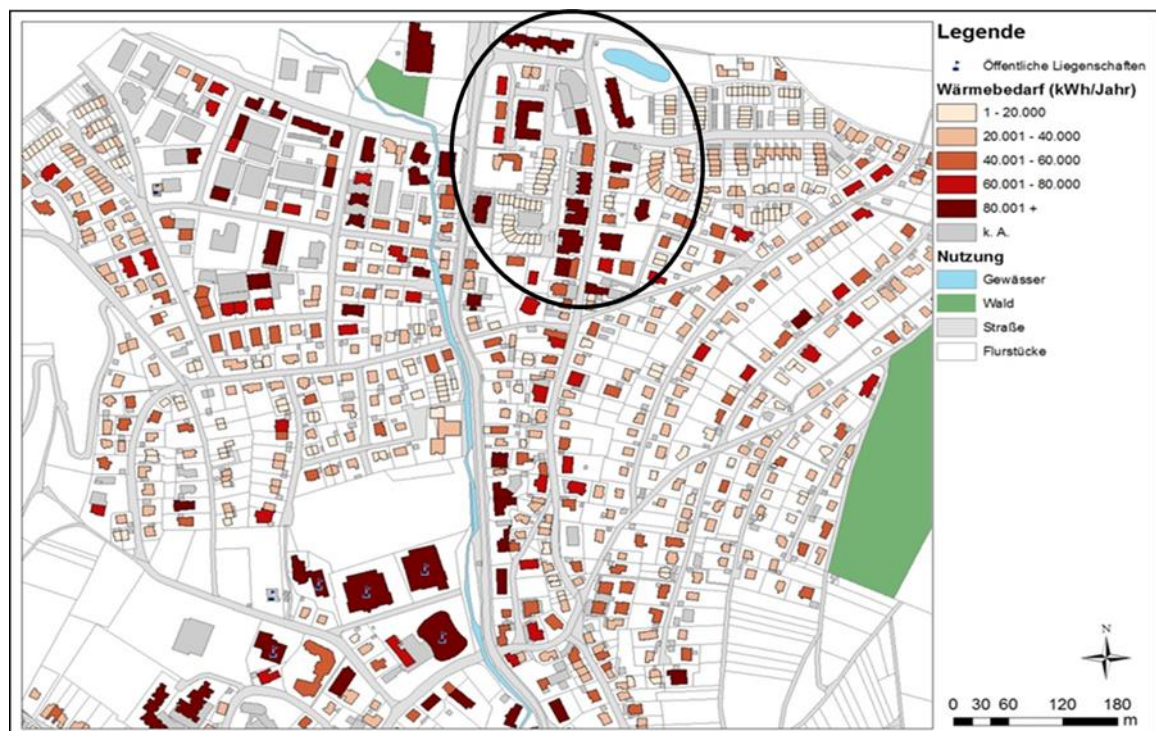 Legende
Öffentliche Liegenschaften
Wärmebedarf (kWh/Jahr)
1 - 20.000
20.001 - 40.000
40.001 - 60.000
60.001 - 80.000
80.001 +
k. A.
Nutzung
Gewässer
Wald
Straße
Flurstücke
N
0 30 60 120 180
m